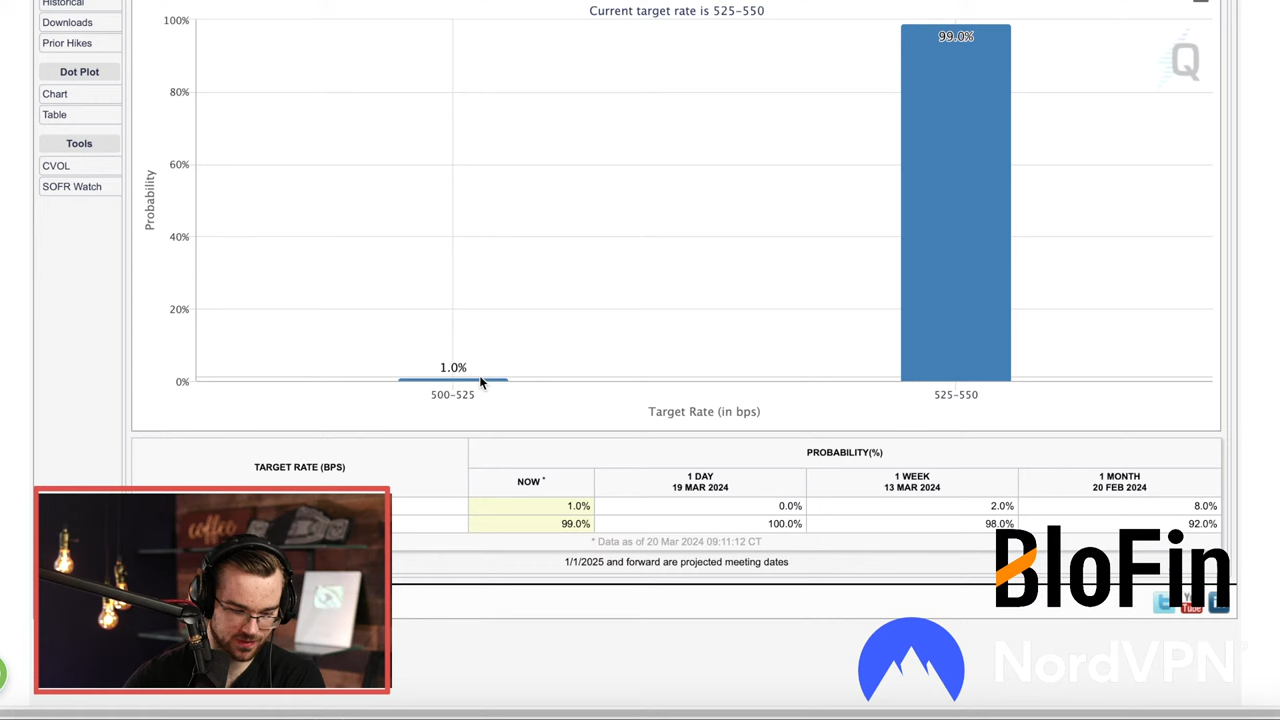 Historical
Downloads
Prior Hikes
Dot Plot
Chart
Table
Tools
CVOL
SOFR Watch
Current target rate is 525-550
100%
80%
60%
40%
20%
0%
Probability
99.0%
1.0%
500-525
525-550
Target Rate (in bps)
Q
TARGET RATE (BPS)
PROBABILITY(%)
NOW *
1 DAY
19 MAR 2024
1 WEEK
13 MAR 2024
1 MONTH
20 FEB 2024
1.0% 0.0% 2.0% 8.0%
99.0% 100.0% 98.0% 92.0%
* Data as of 20 Mar 2024 09:11:12 CT
1/1/2025 and forward are projected meeting dates
coffee
BloFin
NordVPN